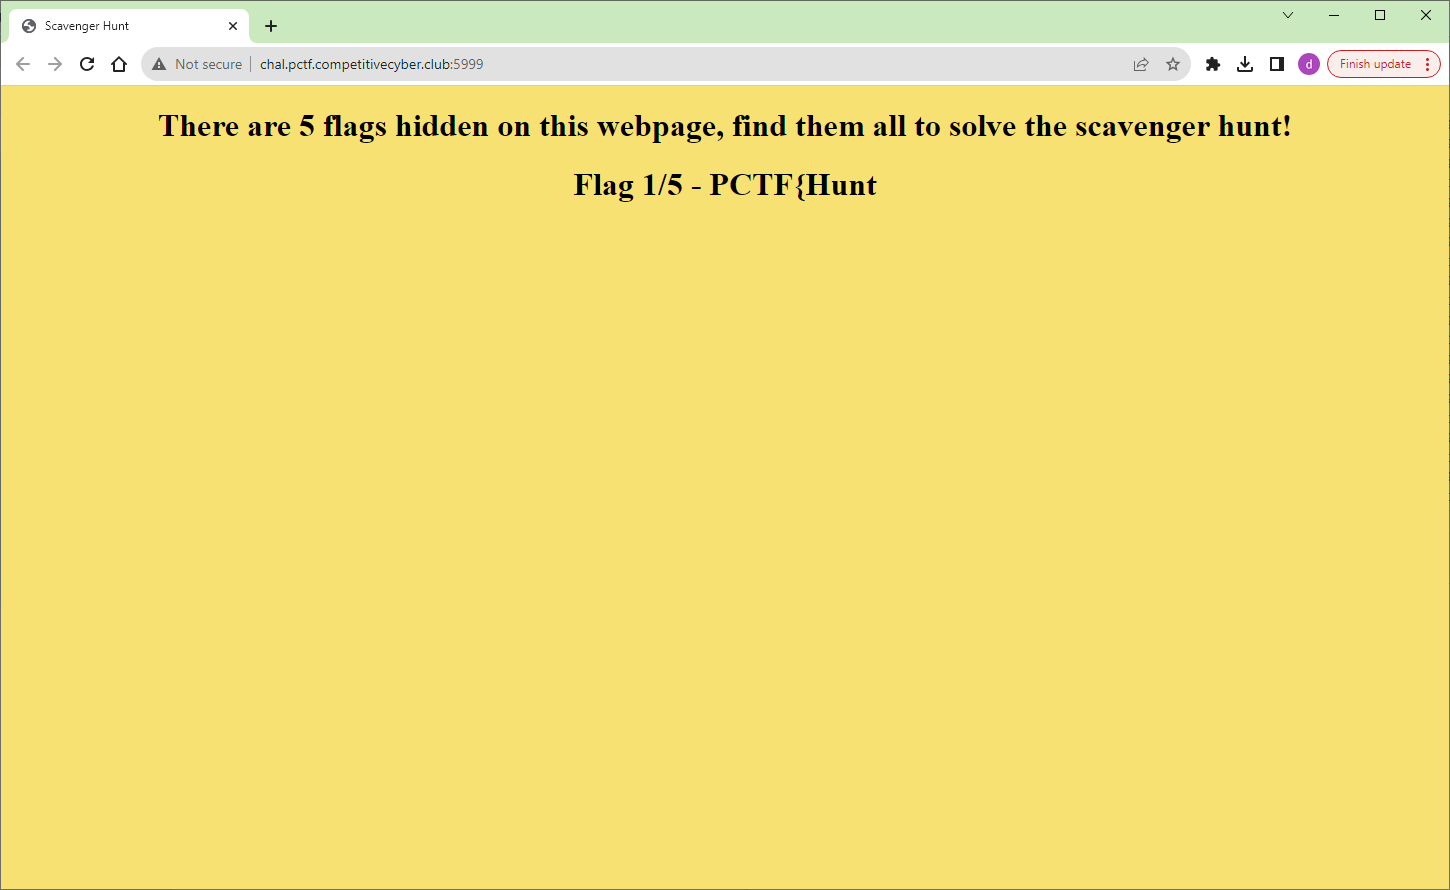 Scavenger Hunt
Not secure chal.pctf.competitivecyber.club:5999 d Finish update
There are 5 flags hidden on this webpage, find them all to solve the scavenger hunt!
Flag 1/5 - PCTF{Hunt